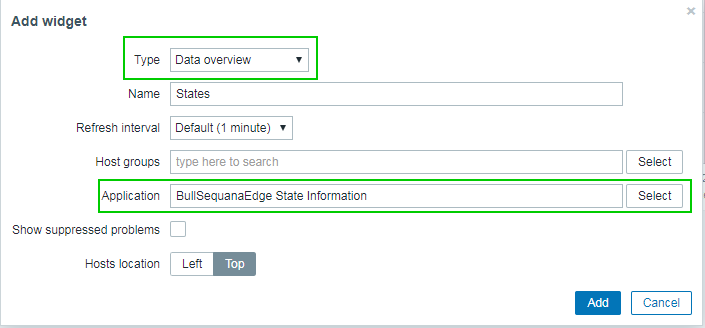 Add widget
Type Data overview
Name States
Refresh interval Default (1 minute)
Host groups type here to search Select
Application BullSequanaEdge State Information Select
Show suppressed problems
Hosts location Left Top
Add Cancel